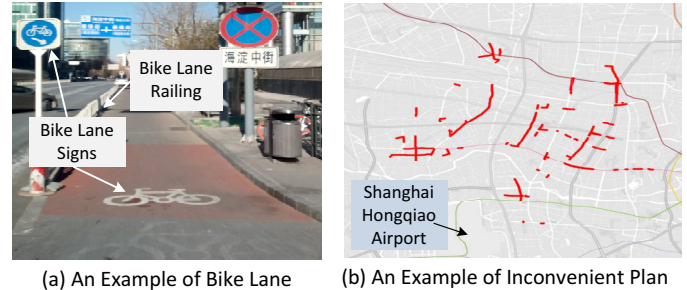 海淀中街
Bike Lane
Railing
Bike Lane
Signs
Shanghai
Hongqiao
Airport
(a) An Example of Bike Lane
(b) An Example of Inconvenient Plan